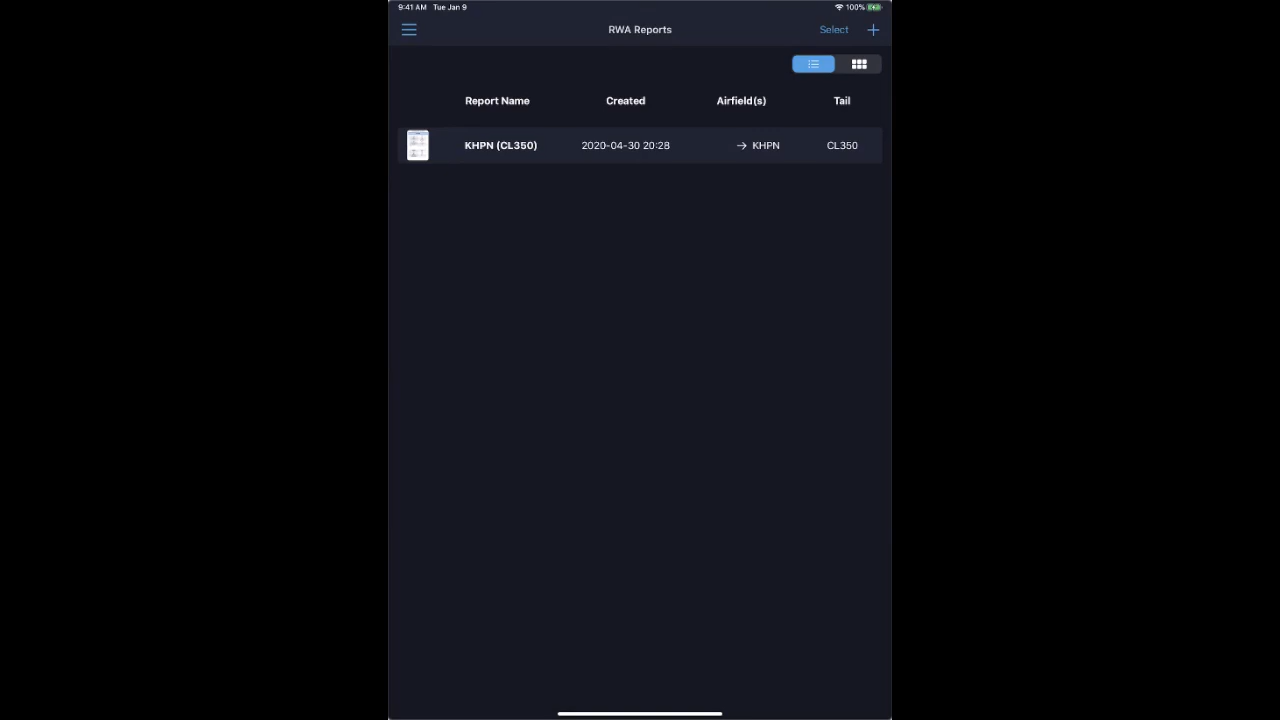 9:41 AM Tue Jan 9 100%
RWA Reports Select
Report Name Created Airfield(s) Tail
KHPN (CL350) 2020-04-30 20:28 → KHPN CL350